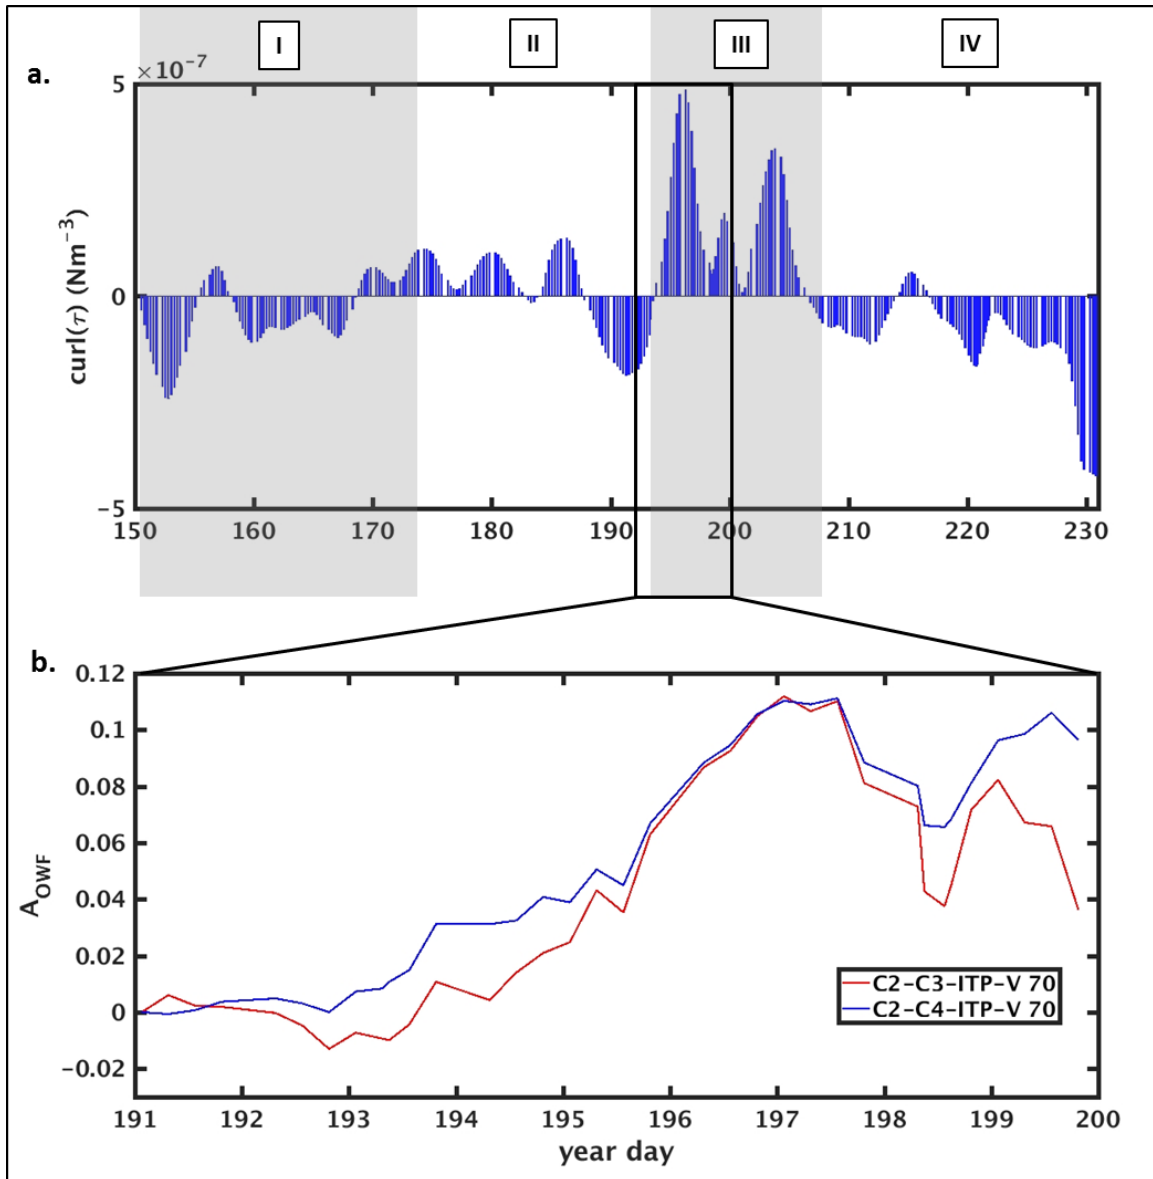 I II III IV
a.
×10⁻⁷
5
0
−5
curl(τ) (Nm⁻³)
150 160 170 180 190 200 210 220 230
b.
0.12
0.1
0.08
0.06
0.04
0.02
0
−0.02
A_OWF
C2−C3−ITP−V 70
C2−C4−ITP−V 70
191 192 193 194 195 196 197 198 199 200
year day